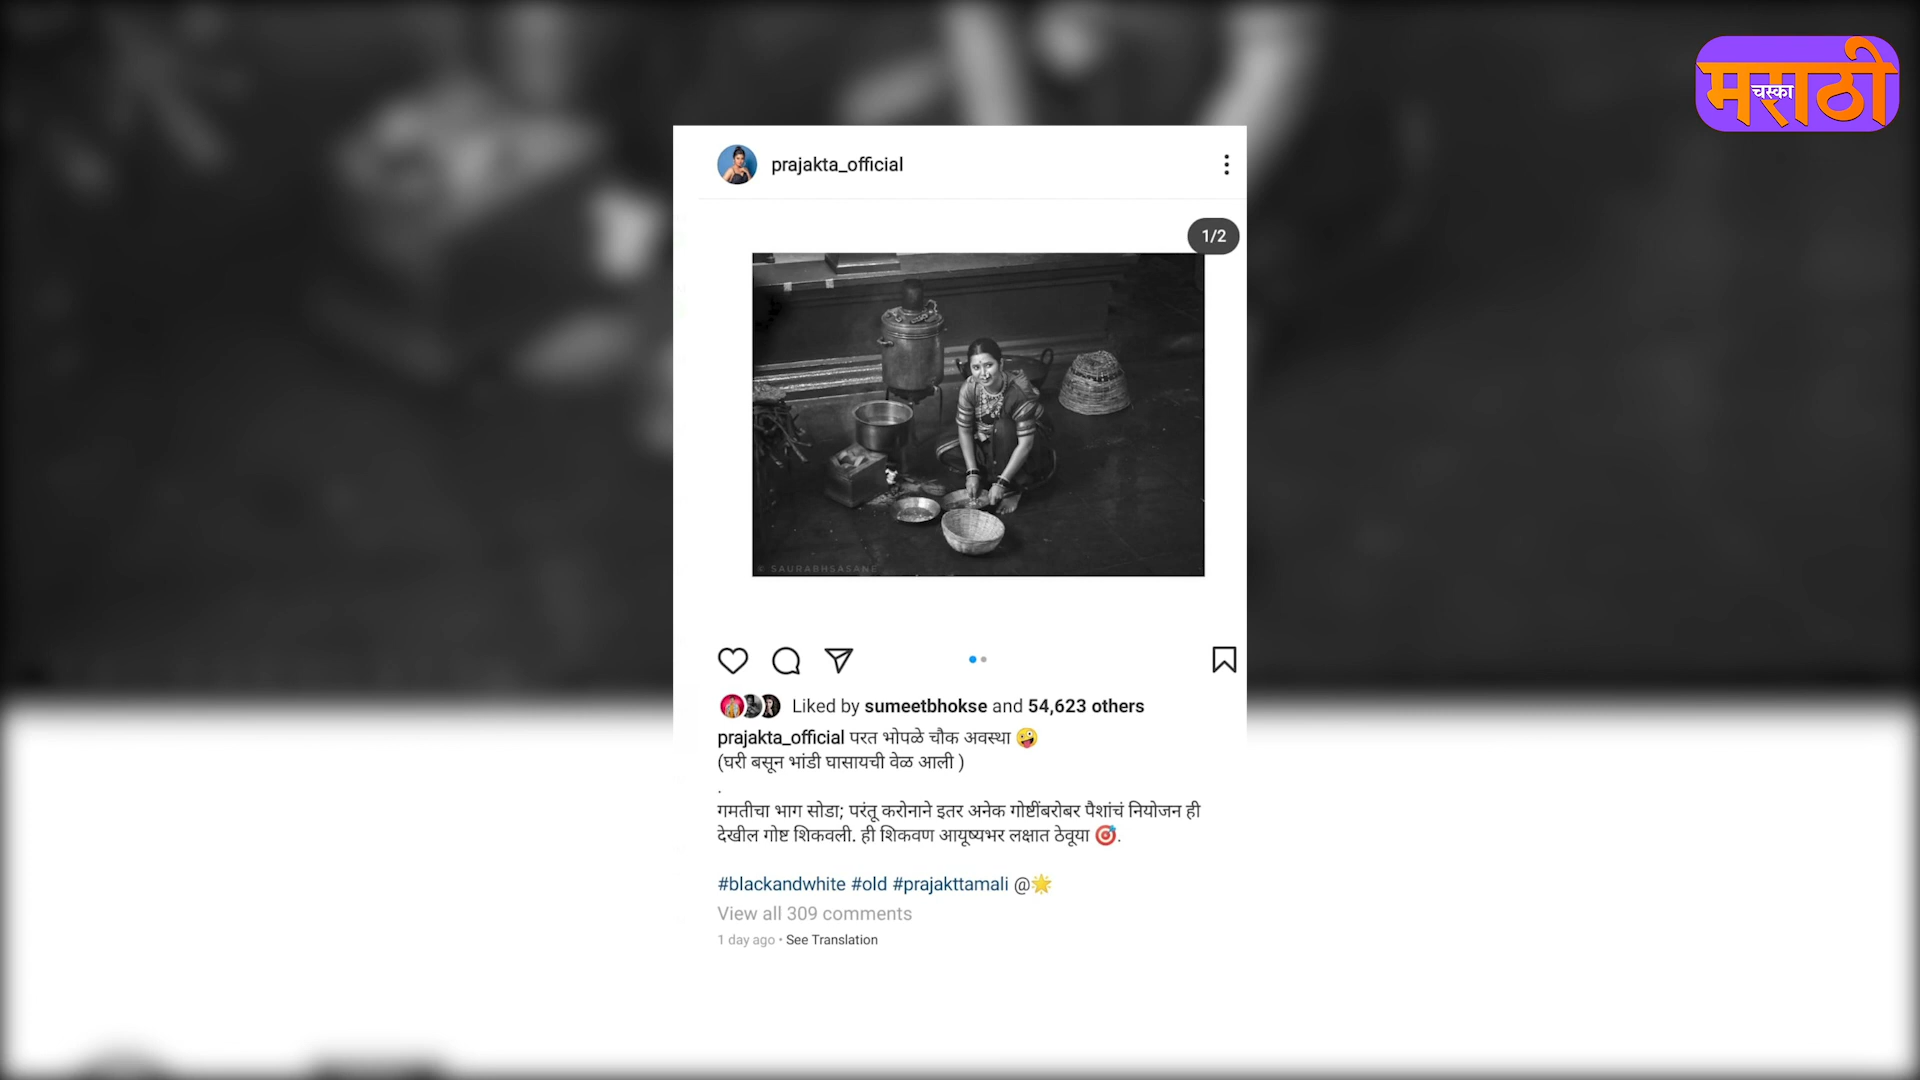 मराठी
चस्का
prajakta_official
1/2
© SAURABHSASANE
Liked by sumeetbhokse and 54,623 others
prajakta_official परत भोपळे चौक अवस्था 🤪
(घरी बसून भांडी घासायची वेळ आली )
.
गमतीचा भाग सोडा; परंतू करोनाने इतर अनेक गोष्टींबरोबर पैशांचं नियोजन ही
देखील गोष्ट शिकवली. ही शिकवण आयूष्यभर लक्षात ठेवूया 🎯.
#blackandwhite #old #prajakttamali @🌟
View all 309 comments
1 day ago • See Translation